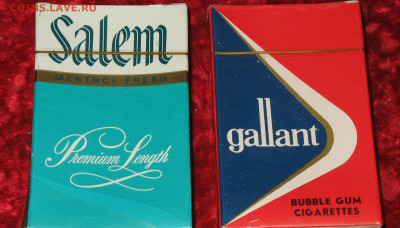 COINS.LAVE.RU
Salem
MENTHOL FRESH
Premium Length
gallant
BUBBLE GUM
CIGARETTES